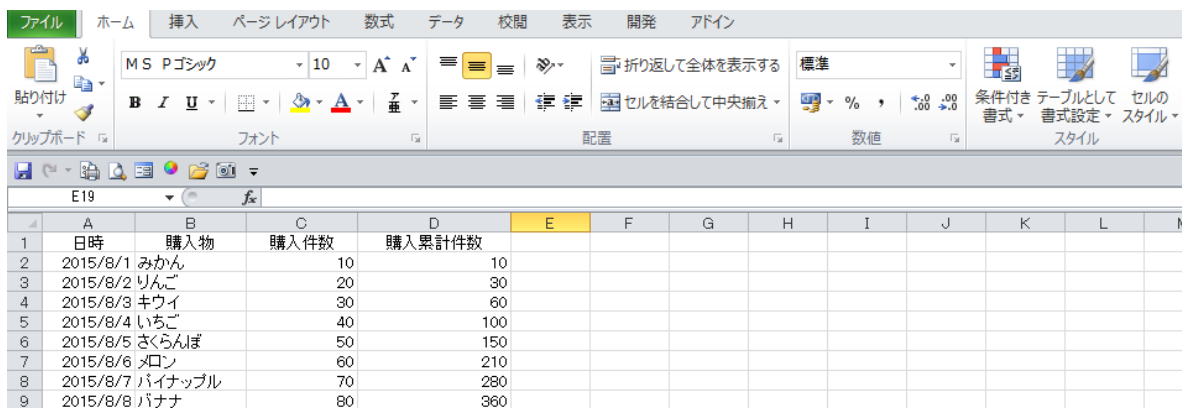 ファイル ホーム 挿入 ページ レイアウト 数式 データ 校閲 表示 開発 アドイン
MS Pゴシック 10 A A 折り返して全体を表示する 標準
貼り付け B I U A ア 亜 セルを結合して中央揃え % , .0 .00 .00 .0 条件付き書式 テーブルとして書式設定 セルのスタイル
クリップボード フォント 配置 数値 スタイル
E19 fx
A B C D E F G H I J K L
1 日時 購入物 購入件数 購入累計件数
2 2015/8/1 みかん 10 10
3 2015/8/2 りんご 20 30
4 2015/8/3 キウイ 30 60
5 2015/8/4 いちご 40 100
6 2015/8/5 さくらんぼ 50 150
7 2015/8/6 メロン 60 210
8 2015/8/7 パイナップル 70 280
9 2015/8/8 バナナ 80 360